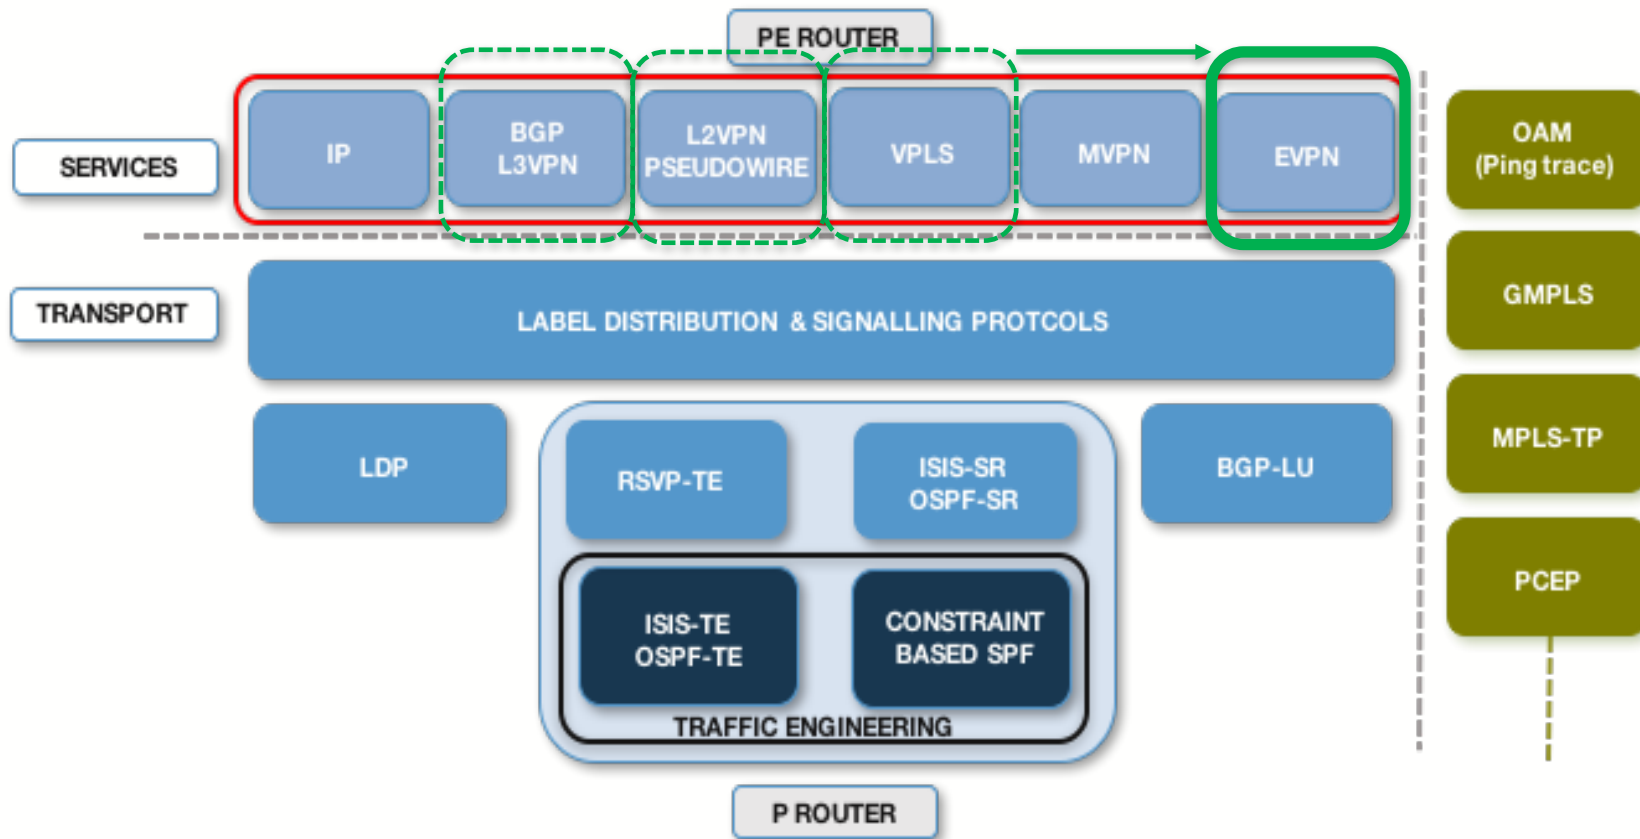 PE ROUTER
SERVICES
IP
BGP
L3VPN
L2VPN
PSEUDOWIRE
VPLS
MVPN
EVPN
OAM
(Ping trace)
TRANSPORT
LABEL DISTRIBUTION & SIGNALLING PROTCOLS
GMPLS
LDP
RSVP-TE
ISIS-SR
OSPF-SR
BGP-LU
MPLS-TP
ISIS-TE
OSPF-TE
CONSTRAINT
BASED SPF
PCEP
TRAFFIC ENGINEERING
P ROUTER